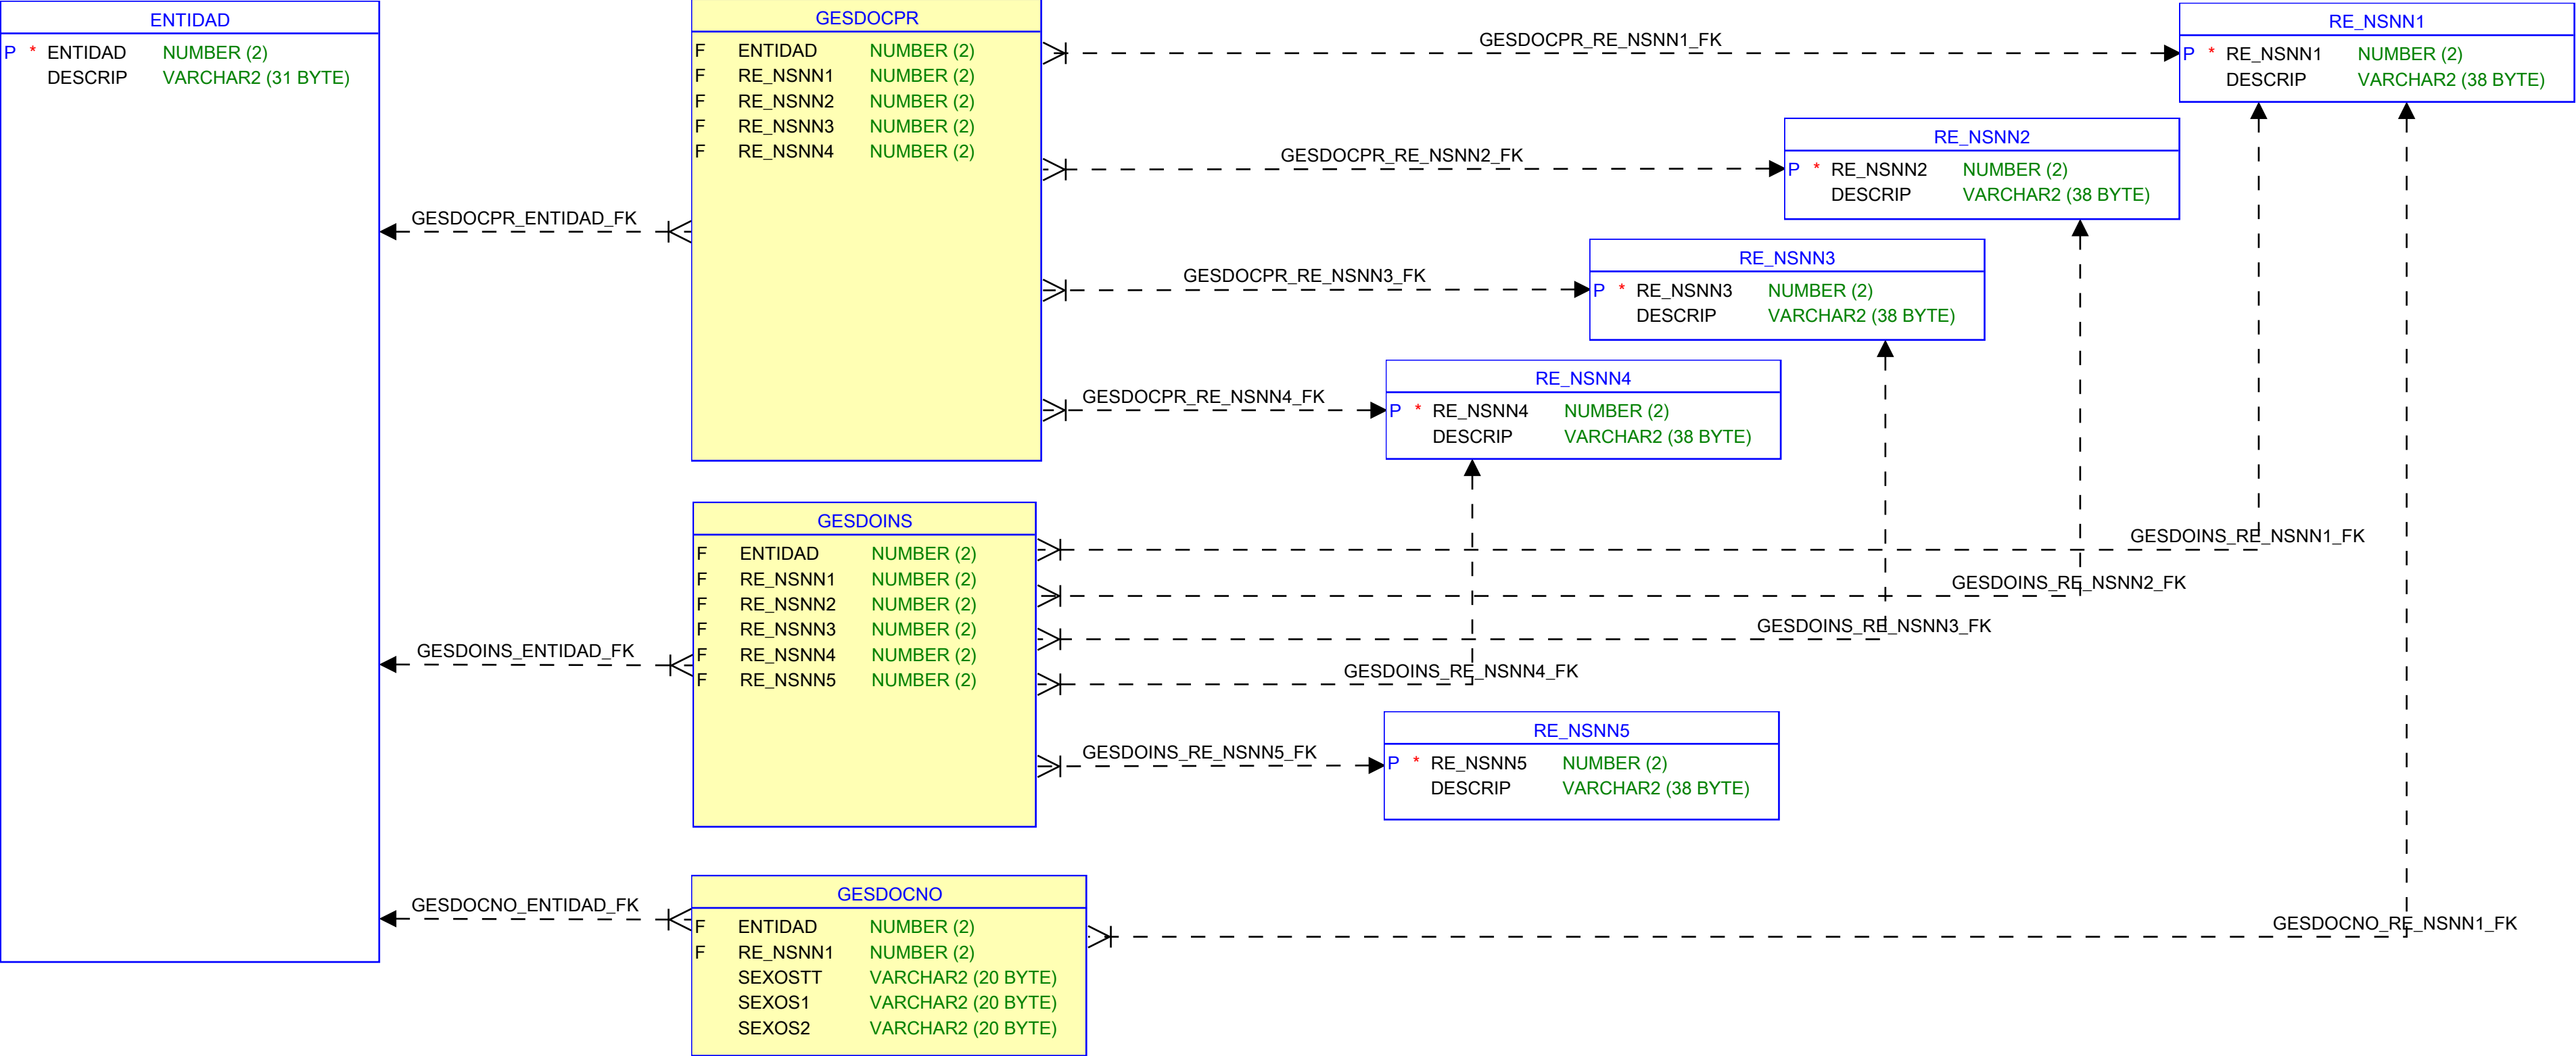 ENTIDAD
P * ENTIDAD NUMBER (2)
DESCRIP VARCHAR2 (31 BYTE)
GESDOCPR_ENTIDAD_FK
GESDOINS_ENTIDAD_FK
GESDOCNO_ENTIDAD_FK
GESDOCPR
F ENTIDAD NUMBER (2)
F RE_NSNN1 NUMBER (2)
F RE_NSNN2 NUMBER (2)
F RE_NSNN3 NUMBER (2)
F RE_NSNN4 NUMBER (2)
GESDOCPR_RE_NSNN1_FK
GESDOCPR_RE_NSNN2_FK
GESDOCPR_RE_NSNN3_FK
GESDOCPR_RE_NSNN4_FK
RE_NSNN1
P * RE_NSNN1 NUMBER (2)
DESCRIP VARCHAR2 (38 BYTE)
RE_NSNN2
P * RE_NSNN2 NUMBER (2)
DESCRIP VARCHAR2 (38 BYTE)
RE_NSNN3
P * RE_NSNN3 NUMBER (2)
DESCRIP VARCHAR2 (38 BYTE)
RE_NSNN4
P * RE_NSNN4 NUMBER (2)
DESCRIP VARCHAR2 (38 BYTE)
GESDOINS
F ENTIDAD NUMBER (2)
F RE_NSNN1 NUMBER (2)
F RE_NSNN2 NUMBER (2)
F RE_NSNN3 NUMBER (2)
F RE_NSNN4 NUMBER (2)
F RE_NSNN5 NUMBER (2)
GESDOINS_RE_NSNN1_FK
GESDOINS_RE_NSNN2_FK
GESDOINS_RE_NSNN3_FK
GESDOINS_RE_NSNN4_FK
GESDOINS_RE_NSNN5_FK
RE_NSNN5
P * RE_NSNN5 NUMBER (2)
DESCRIP VARCHAR2 (38 BYTE)
GESDOCNO
F ENTIDAD NUMBER (2)
F RE_NSNN1 NUMBER (2)
SEXOSTT VARCHAR2 (20 BYTE)
SEXOS1 VARCHAR2 (20 BYTE)
SEXOS2 VARCHAR2 (20 BYTE)
GESDOCNO_RE_NSNN1_FK